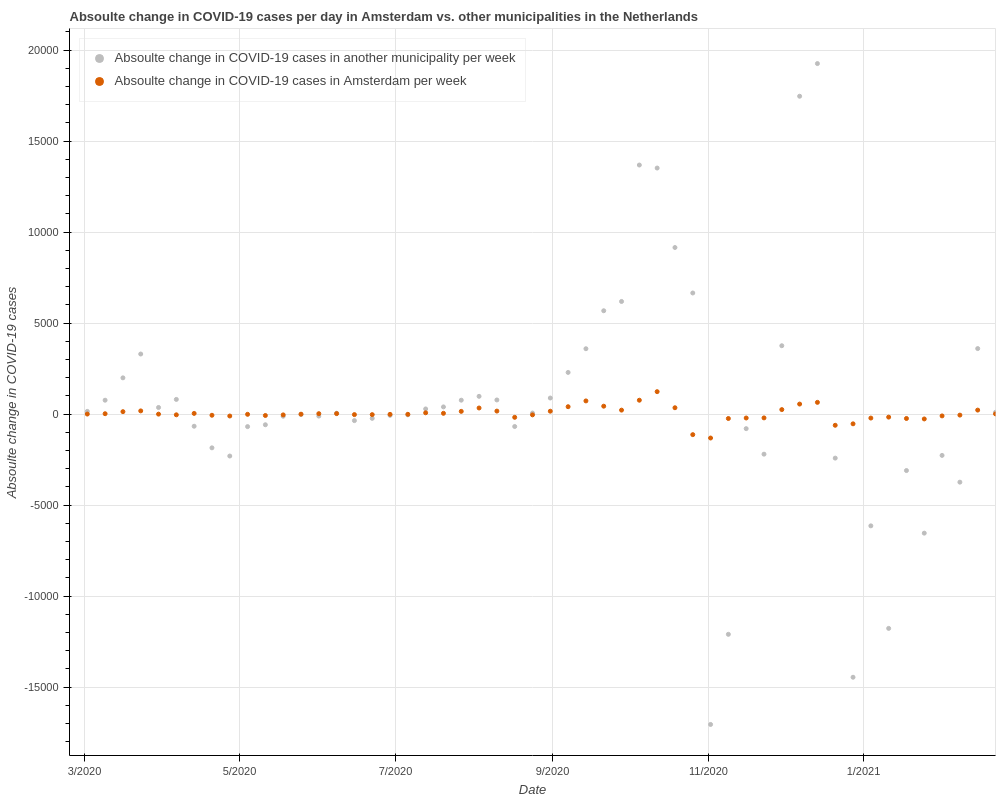 Absoulte change in COVID-19 cases per day in Amsterdam vs. other municipalities in the Netherlands
Absoulte change in COVID-19 cases in another municipality per week
Absoulte change in COVID-19 cases in Amsterdam per week
Absoulte change in COVID-19 cases
20000
15000
10000
5000
0
-5000
-10000
-15000
3/2020 5/2020 7/2020 9/2020 11/2020 1/2021
Date